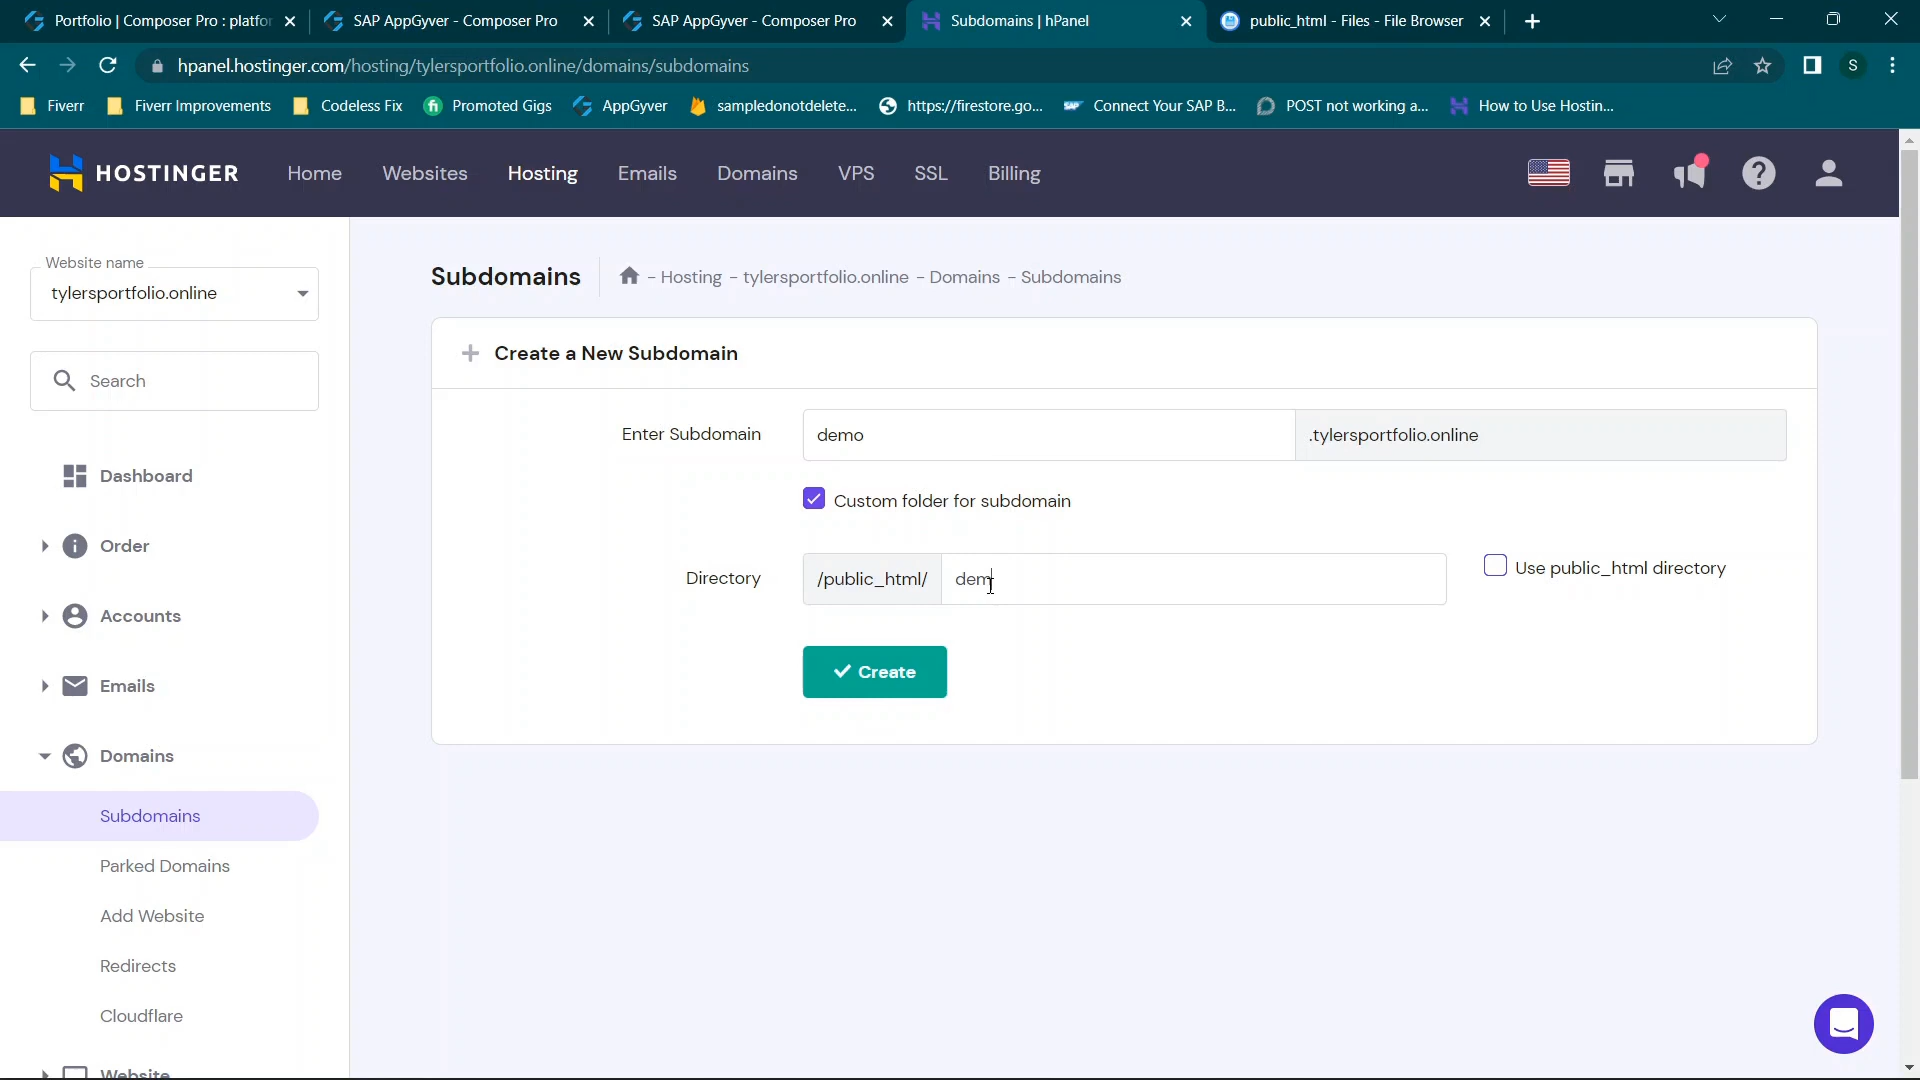 Portfolio | Composer Pro : platfo
SAP AppGyver - Composer Pro
SAP AppGyver - Composer Pro
Subdomains | hPanel
public_html - Files - File Browser
hpanel.hostinger.com/hosting/tylersportfolio.online/domains/subdomains
S
Fiverr
Fiverr Improvements
Codeless Fix
Promoted Gigs
AppGyver
sampledonotdelete...
https://firestore.go...
Connect Your SAP B...
POST not working a...
How to Use Hostin...
HOSTINGER
Home
Websites
Hosting
Emails
Domains
VPS
SSL
Billing
Website name
tylersportfolio.online
Search
Dashboard
Order
Accounts
Emails
Domains
Subdomains
Parked Domains
Add Website
Redirects
Cloudflare
Website
Subdomains
- Hosting - tylersportfolio.online - Domains - Subdomains
Create a New Subdomain
Enter Subdomain
demo
.tylersportfolio.online
Custom folder for subdomain
Directory
/public_html/
dem
Use public_html directory
Create